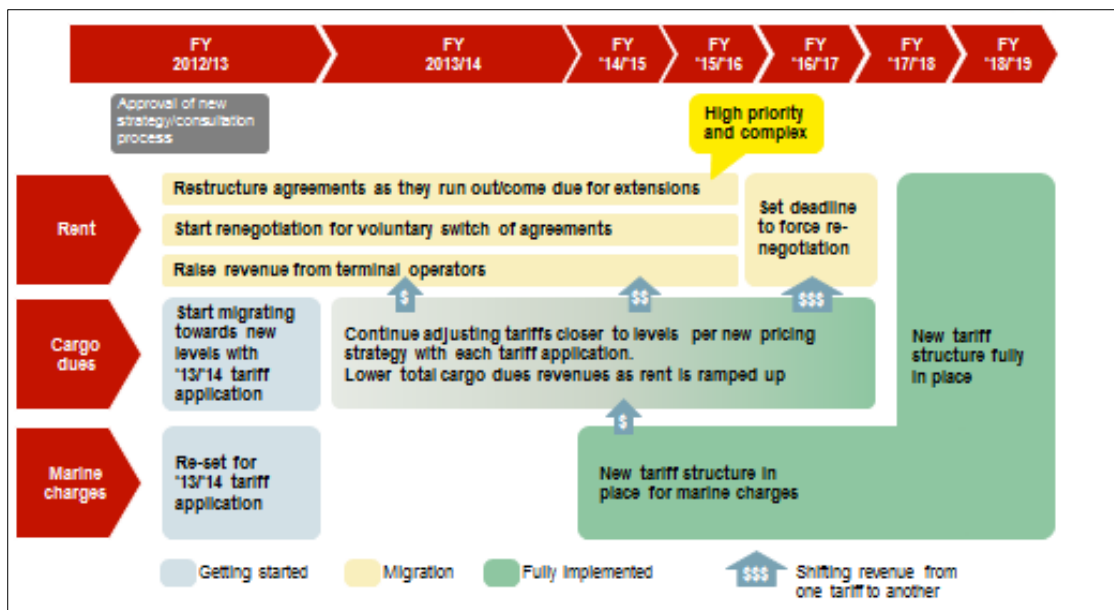 FY
2012/13
FY
2013/14
FY
'14/'15
FY
'15/'16
FY
'16/'17
FY
'17/'18
FY
'18/'19
Approval of new
strategy/consultation
process
High priority
and complex
Rent
Restructure agreements as they run out/come due for extensions
Start renegotiation for voluntary switch of agreements
Raise revenue from terminal operators
Set deadline
to force re-
negotiation
$
$$
$$$
Cargo
dues
Start migrating
towards new
levels with
'13/'14 tariff
application
Continue adjusting tariffs closer to levels per new pricing
strategy with each tariff application.
Lower total cargo dues revenues as rent is ramped up
New tariff
structure fully
in place
$
Marine
charges
Re-set for
'13/'14 tariff
application
New tariff structure in
place for marine charges
Getting started
Migration
Fully Implemented
$$$
Shifting revenue from
one tariff to another